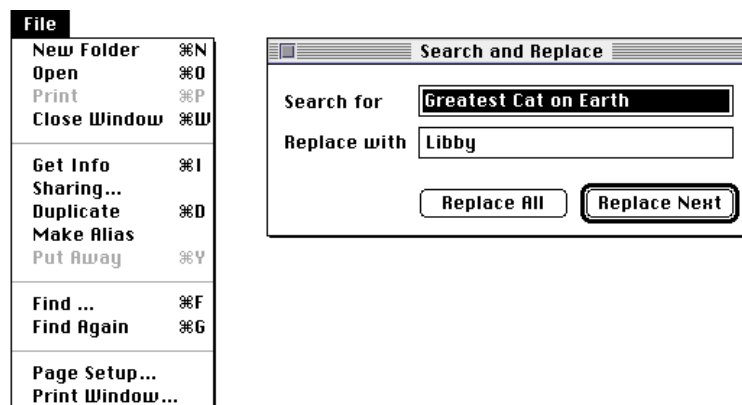 File
New Folder ⌘N
Open ⌘O
Print ⌘P
Close Window ⌘W
Get Info ⌘I
Sharing...
Duplicate ⌘D
Make Alias
Put Away ⌘Y
Find ... ⌘F
Find Again ⌘G
Page Setup...
Print Window...
Search and Replace
Search for Greatest Cat on Earth
Replace with Libby
Replace All Replace Next